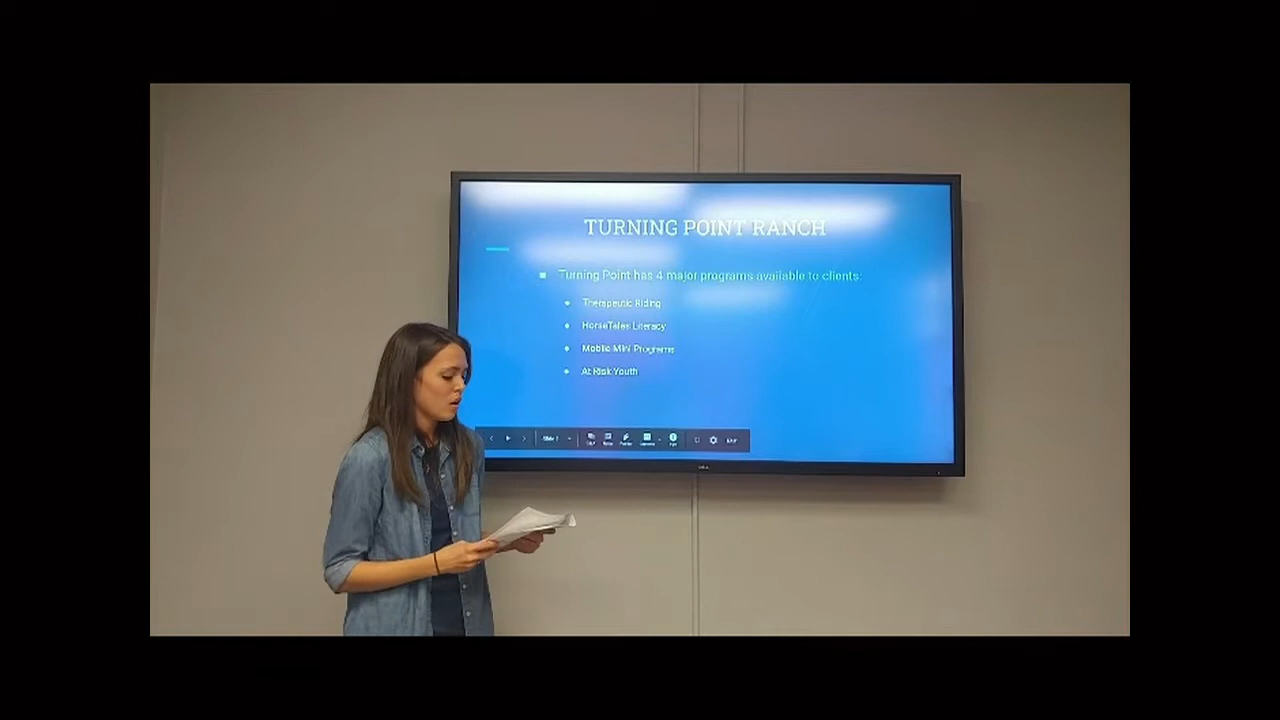 TURNING POINT RANCH
Turning Point has 4 major programs available to clients:
Therapeutic Riding
HorseTales Literacy
Mobile Mini Programs
At Risk Youth